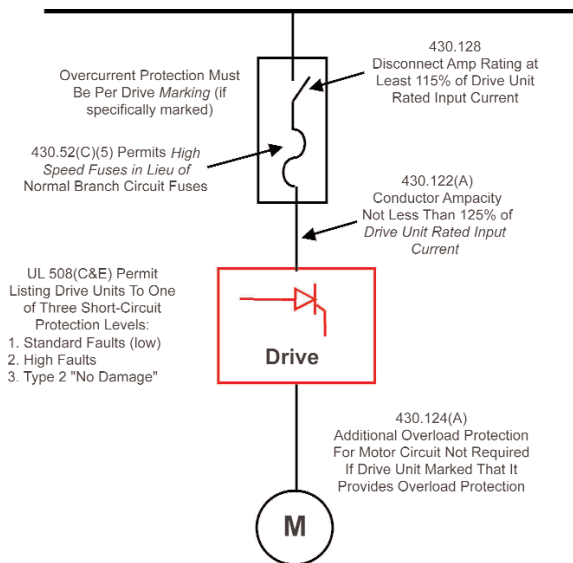 430.128
Disconnect Amp Rating at
Least 115% of Drive Unit
Rated Input Current
Overcurrent Protection Must
Be Per Drive Marking (if
specifically marked)
430.52(C)(5) Permits High
Speed Fuses in Lieu of
Normal Branch Circuit Fuses
430.122(A)
Conductor Ampacity
Not Less Than 125% of
Drive Unit Rated Input
Current
UL 508(C&E) Permit
Listing Drive Units To One
of Three Short-Circuit
Protection Levels:
1. Standard Faults (low)
2. High Faults
3. Type 2 "No Damage"
Drive
430.124(A)
Additional Overload Protection
For Motor Circuit Not Required
If Drive Unit Marked That It
Provides Overload Protection
M